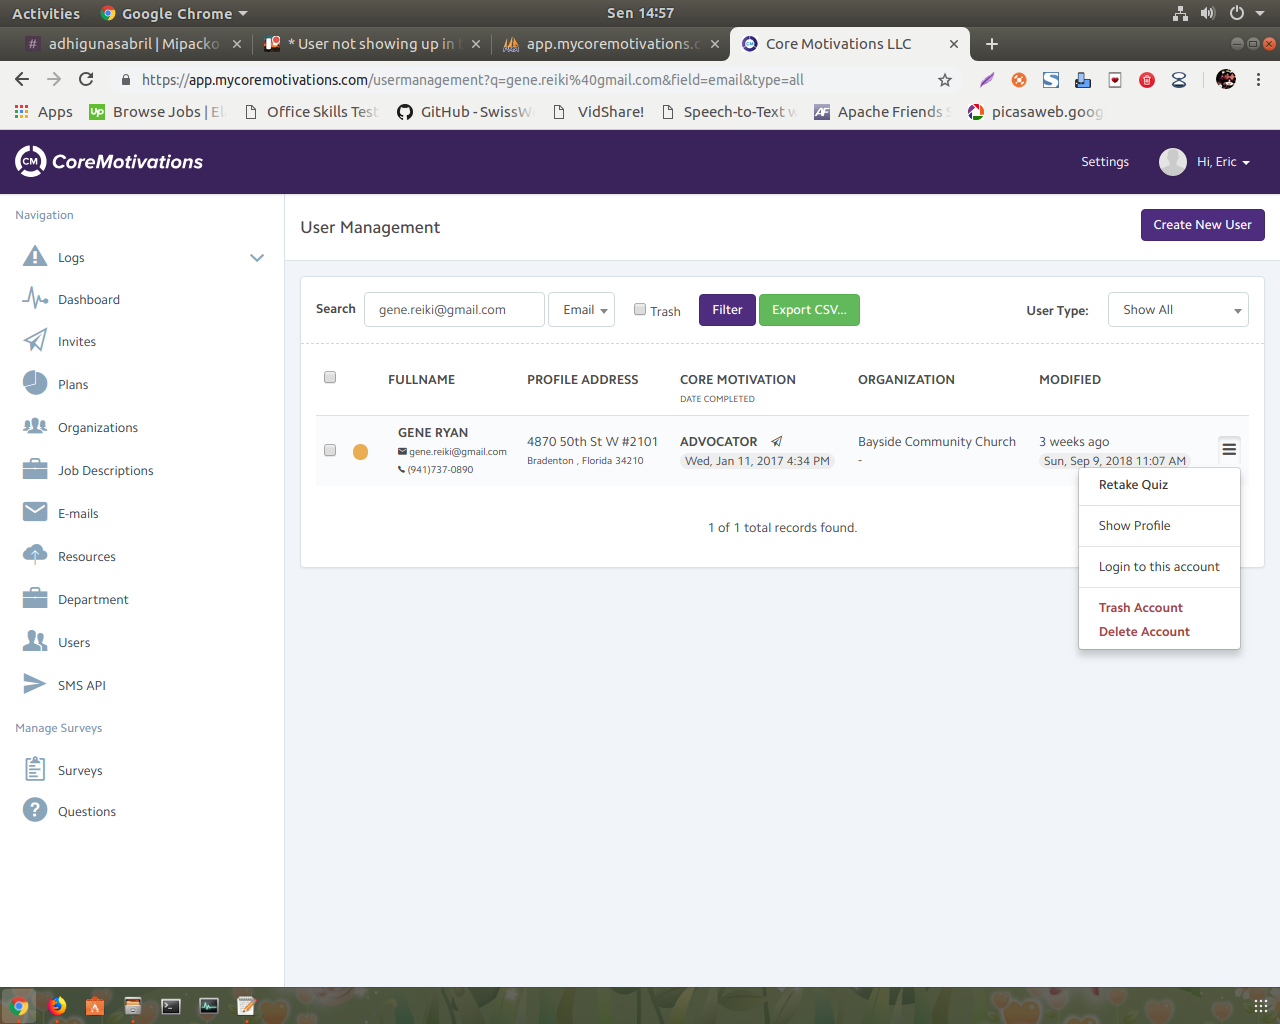 Activities
Google Chrome
Sen 14:57
adhigunasabril | Mipacko
* User not showing up in
app.mycoremotivations.c
Core Motivations LLC
https://app.mycoremotivations.com/usermanagement?q=gene.reiki%40gmail.com&field=email&type=all
Apps
Up
Browse Jobs | El
Office Skills Test
GitHub - SwissW
VidShare!
Speech-to-Text w
AF
Apache Friends S
picasaweb.goog
CM
CoreMotivations
Settings
Hi, Eric
Navigation
Logs
Dashboard
Invites
Plans
Organizations
Job Descriptions
E-mails
Resources
Department
Users
SMS API
Manage Surveys
Surveys
Questions
User Management
Create New User
Search
gene.reiki@gmail.com
Email
Trash
Filter
Export CSV...
User Type:
Show All
FULLNAME
PROFILE ADDRESS
CORE MOTIVATION
DATE COMPLETED
ORGANIZATION
MODIFIED
GENE RYAN
gene.reiki@gmail.com
(941)737-0890
4870 50th St W #2101
Bradenton , Florida 34210
ADVOCATOR
Wed, Jan 11, 2017 4:34 PM
Bayside Community Church
-
3 weeks ago
Sun, Sep 9, 2018 11:07 AM
Retake Quiz
Show Profile
Login to this account
Trash Account
Delete Account
1 of 1 total records found.